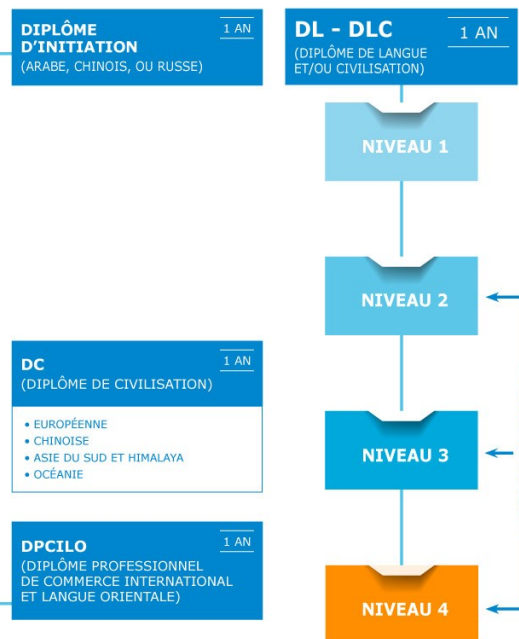 DIPLÔME
D'INITIATION
1 AN
(ARABE, CHINOIS, OU RUSSE)
DL - DLC
1 AN
(DIPLÔME DE LANGUE
ET/OU CIVILISATION)
NIVEAU 1
NIVEAU 2
DC
1 AN
(DIPLÔME DE CIVILISATION)
• EUROPÉENNE
• CHINOISE
• ASIE DU SUD ET HIMALAYA
• OCÉANIE
NIVEAU 3
DPCILO
1 AN
(DIPLÔME PROFESSIONNEL
DE COMMERCE INTERNATIONAL
ET LANGUE ORIENTALE)
NIVEAU 4